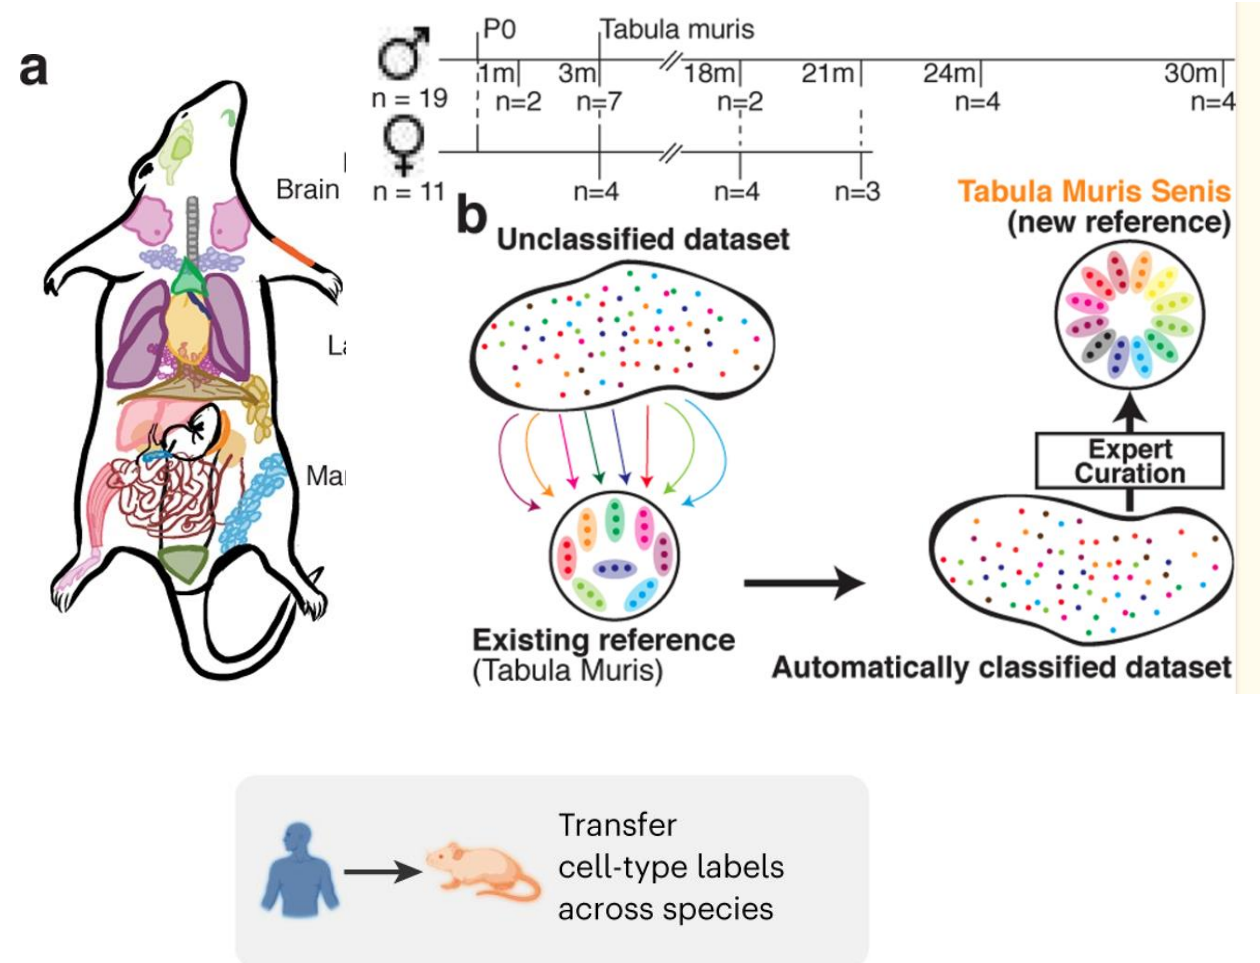 a
P0
Tabula muris
1m
3m
18m
21m
24m
30m
n = 19
n=2
n=7
n=2
n=4
n=4
n = 11
n=4
n=4
n=3
Brain
b
Unclassified dataset
Tabula Muris Senis
(new reference)
Expert
Curation
Existing reference
(Tabula Muris)
Automatically classified dataset
Transfer
cell-type labels
across species